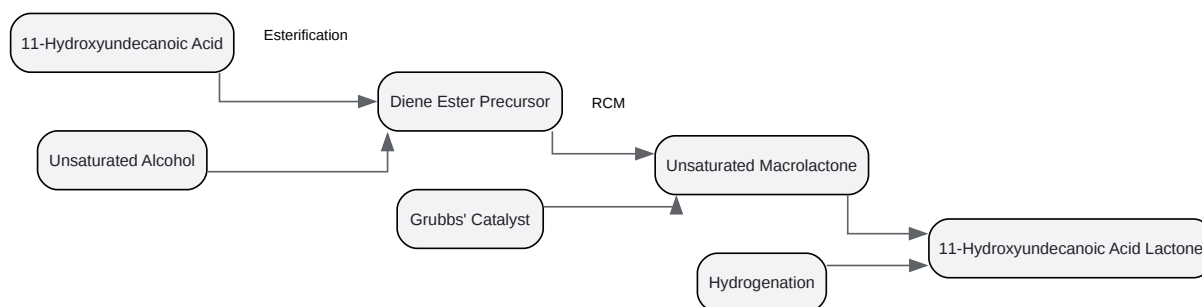 11-Hydroxyundecanoic Acid
Esterification
Diene Ester Precursor
RCM
Unsaturated Alcohol
Unsaturated Macrolactone
Grubbs' Catalyst
11-Hydroxyundecanoic Acid Lactone
Hydrogenation